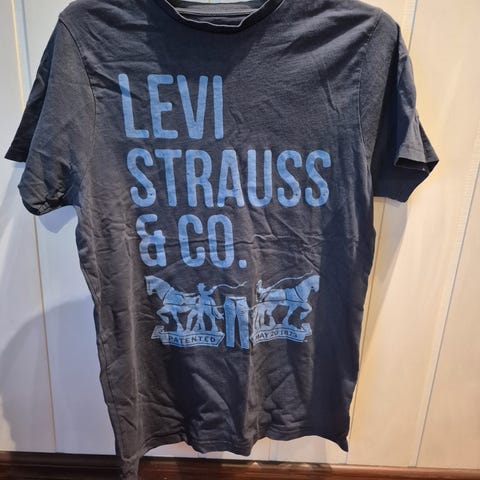 LEVI
STRAUSS
& CO.
PATENTED MAY 20 1873